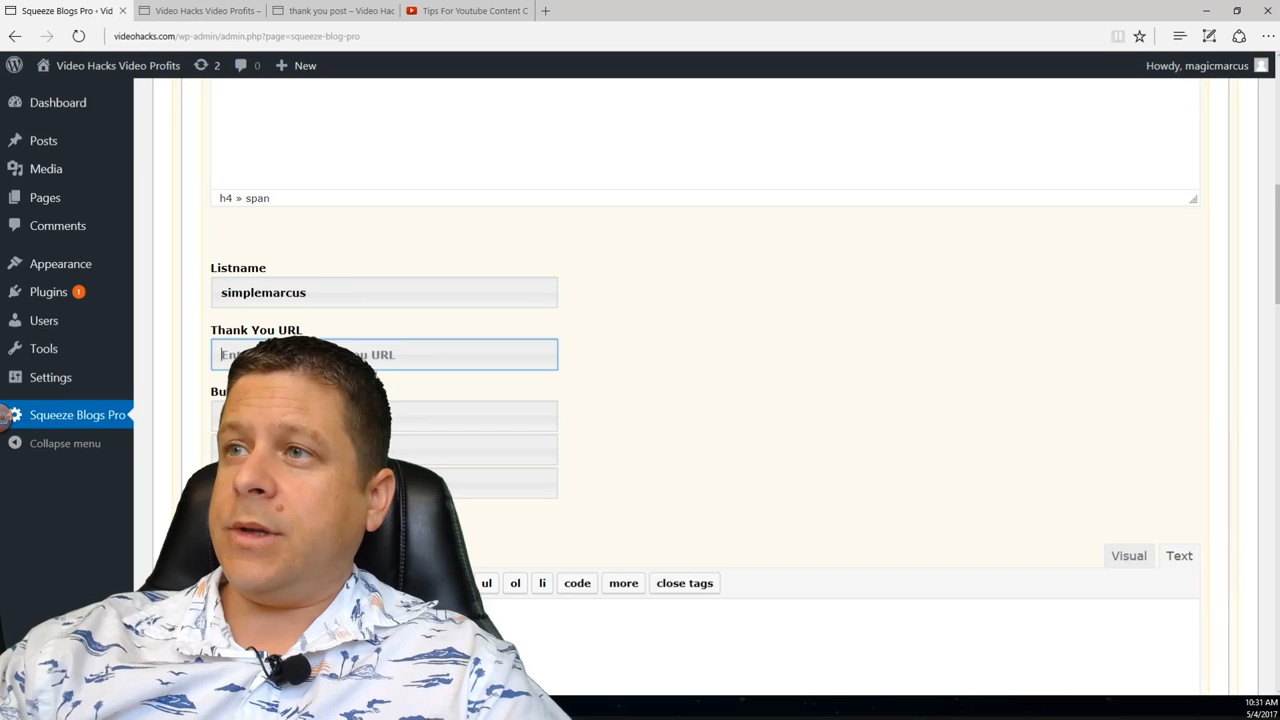 Squeeze Blogs Pro ‹ Vid
Video Hacks Video Profits –
thank you post – Video Hac
Tips For Youtube Content C
videohacks.com/wp-admin/admin.php?page=squeeze-blog-pro
Video Hacks Video Profits
2
0
New
Howdy, magicmarcus
Dashboard
Posts
Media
Pages
Comments
Appearance
Plugins 1
Users
Tools
Settings
Squeeze Blogs Pro
Collapse menu
h4 » span
Listname
simplemarcus
Thank You URL
URL
Visual
Text
ul
ol
li
code
more
close tags
10:31 AM
5/4/2017